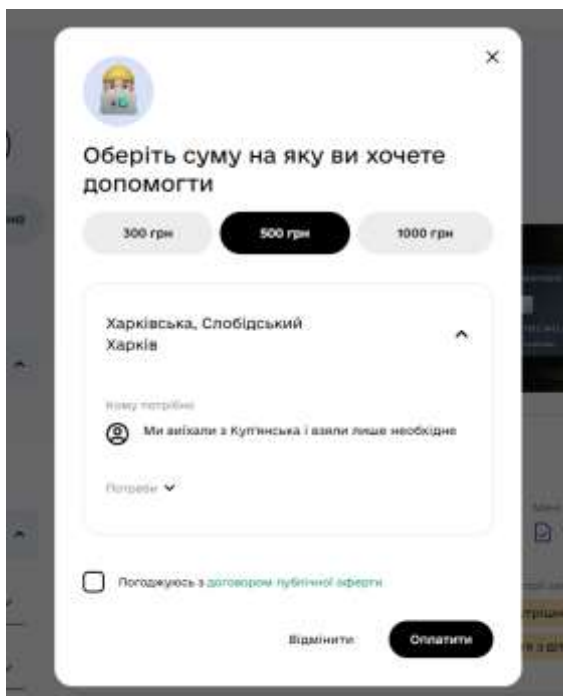 Оберіть суму на яку ви хочете
допомогти
300 грн
500 грн
1000 грн
Харківська, Слобідський
Харків
Кому потрібно
Ми виїхали з Куп'янська і взяли лише необхідне
Потреби
Погоджуюсь з договором публічної оферти
Відмінити
Оплатити